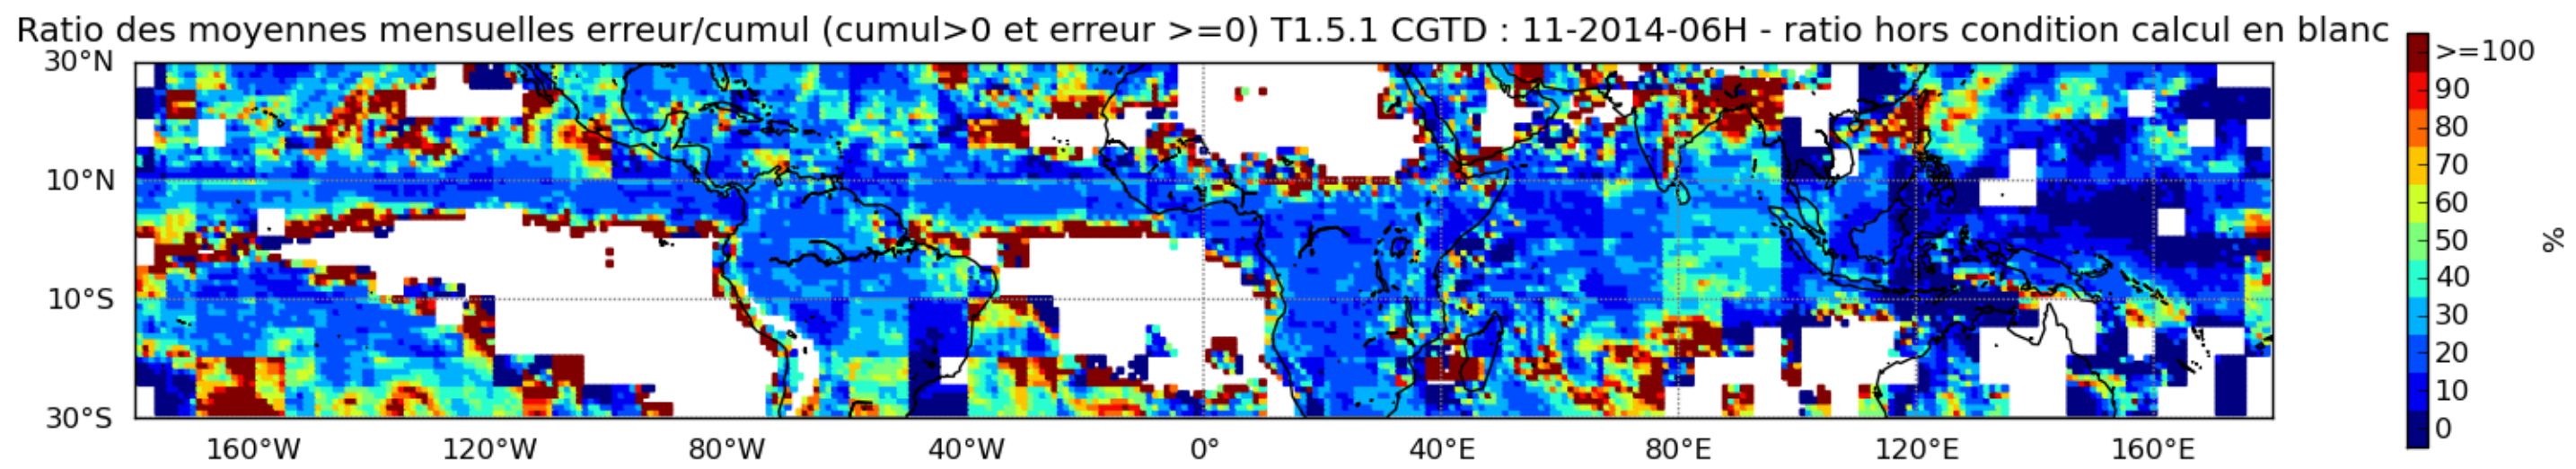 Ratio des moyennes mensuelles erreur/cumul (cumul>0 et erreur >=0) T1.5.1 CGTD : 11-2014-06H - ratio hors condition calcul en blanc
30°N
10°N
10°S
30°S
160°W 120°W 80°W 40°W 0° 40°E 80°E 120°E 160°E
>=100
90
80
70
60
50
40
30
20
10
0
%